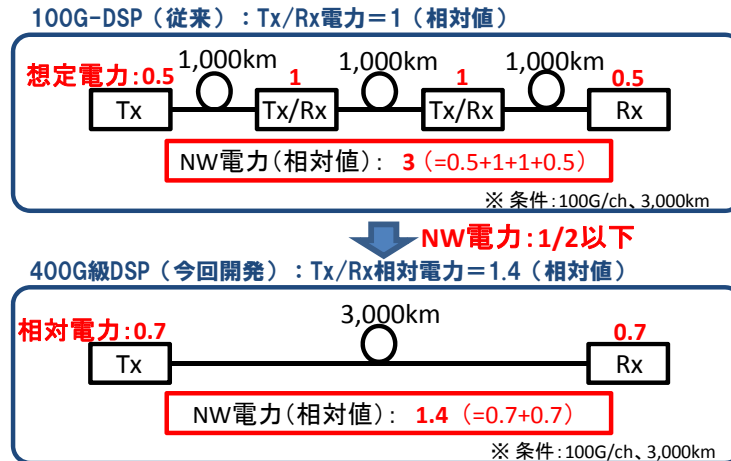 100G-DSP（従来）：Tx/Rx電力＝1（相対値）
1,000km 1,000km 1,000km
想定電力:0.5 1 1 0.5
Tx Tx/Rx Tx/Rx Rx
NW電力(相対値)： 3 (=0.5+1+1+0.5)
※ 条件:100G/ch、3,000km
NW電力:1/2以下
400G級DSP（今回開発）：Tx/Rx相対電力＝1.4（相対値）
3,000km
相対電力:0.7 0.7
Tx Rx
NW電力(相対値)： 1.4 (=0.7+0.7)
※ 条件:100G/ch、3,000km